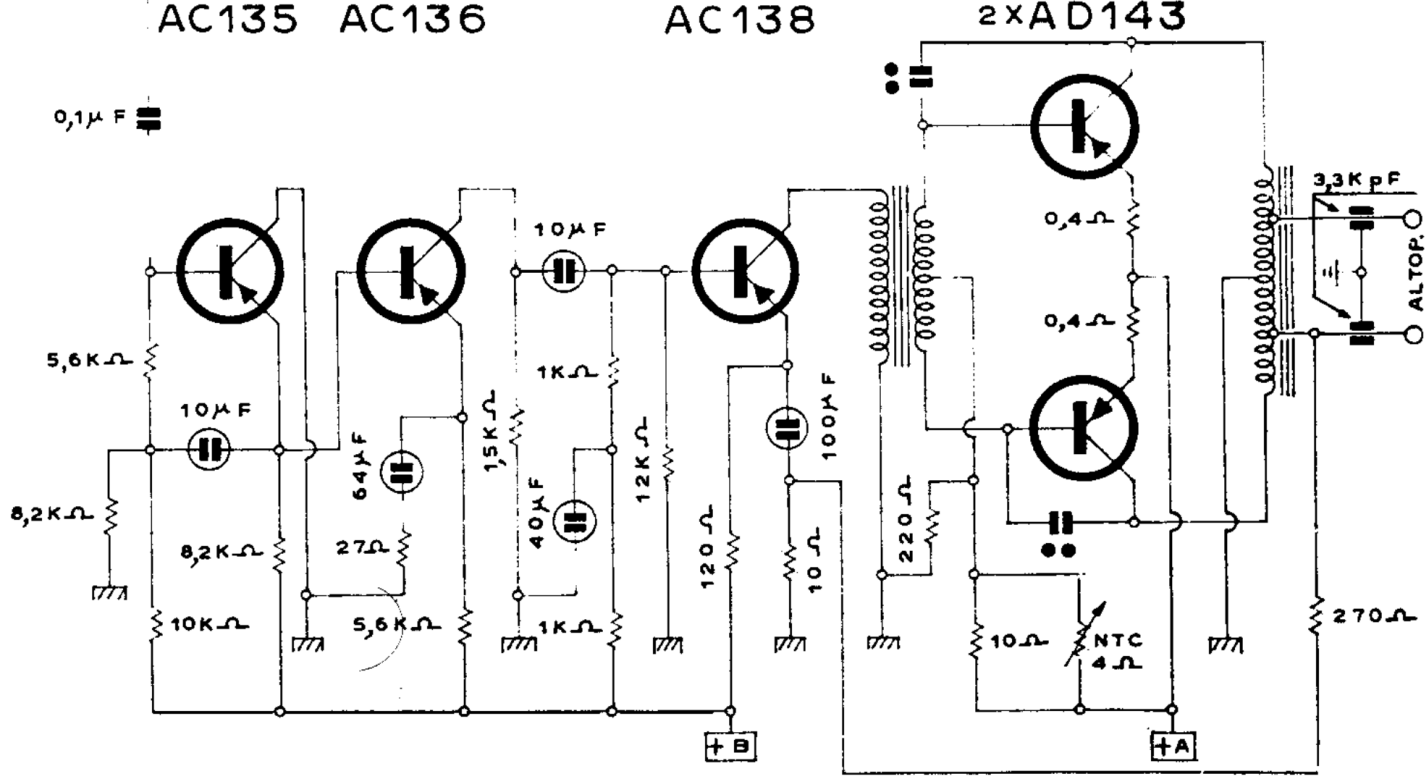 AC135 AC136 AC138 2XAD143
0,1µF
3,3KpF
10µF
0,4Ω
ALTOP.
0,4Ω
5,6KΩ
1KΩ
10µF
100µF
1,5KΩ
64µF
12KΩ
8,2KΩ
40µF
220Ω
8,2KΩ
27Ω
120Ω
10Ω
10KΩ
5,6KΩ
1KΩ
10Ω
NTC
4Ω
270Ω
+B
+A